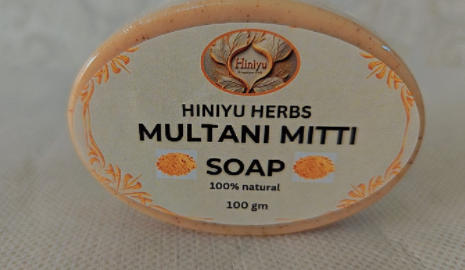 Hiniyu
HINIYU HERBS
MULTANI MITTI
SOAP
100% natural
100 gm